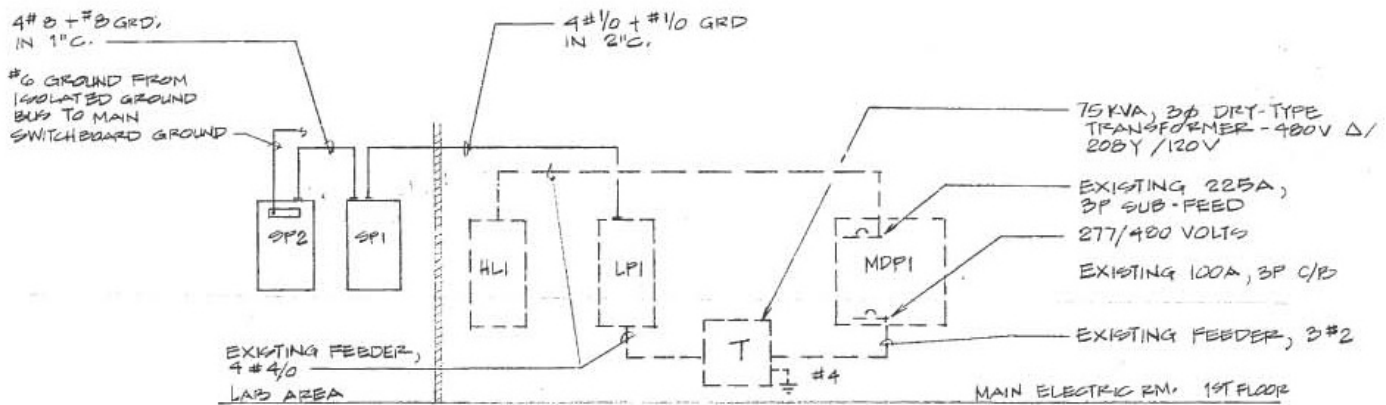 4#8 + #8 GRD.
IN 1"C.
#6 GROUND FROM
ISOLATED GROUND
BUS TO MAIN
SWITCHBOARD GROUND
4#1/0 + #1/0 GRD
IN 2"C.
75 KVA, 3φ DRY-TYPE
TRANSFORMER - 480V Δ/
208Y/120V
EXISTING 225A,
3P SUB-FEED
277/480 VOLTS
EXISTING 100A, 3P C/B
EXISTING FEEDER, 3#2
SP2
SP1
HL1
LP1
MDP1
T
#4
EXISTING FEEDER,
4#4/0
LAB AREA
MAIN ELECTRIC RM. 1ST FLOOR